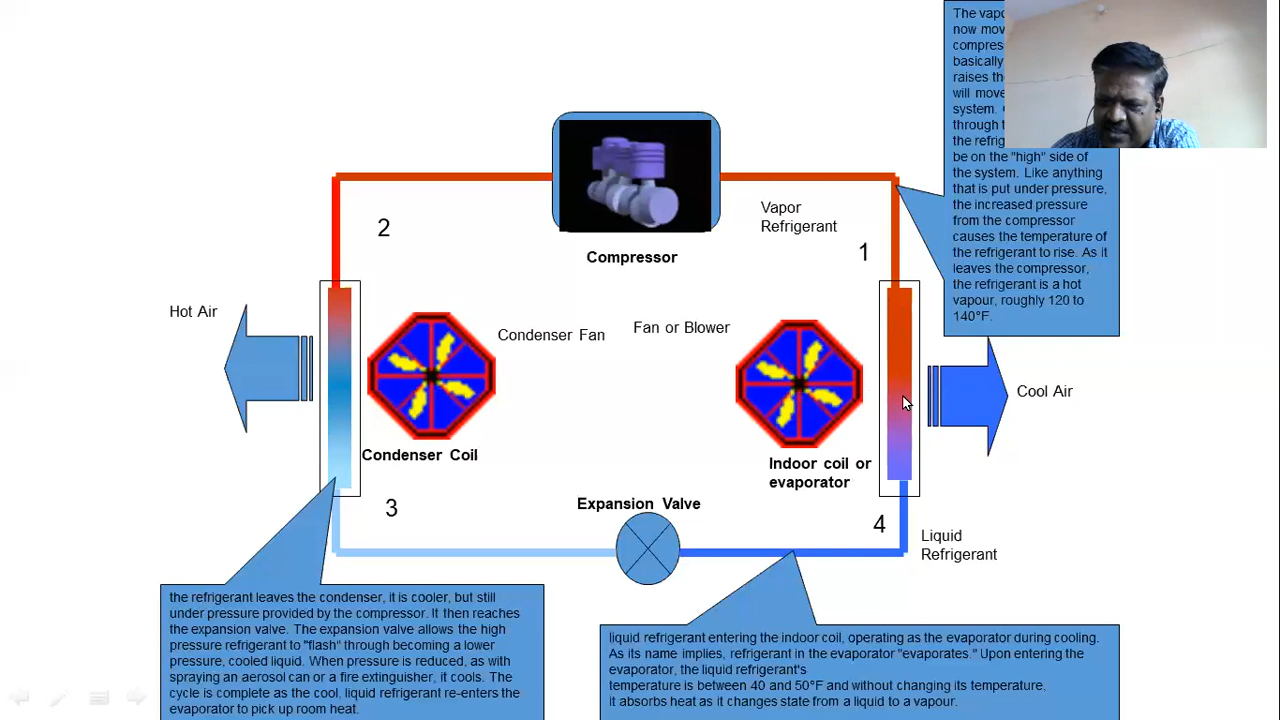 The
now
compres
basically
raises
will move
system.
through
the
be on the "high" side of
the system. Like anything
that is put under pressure,
the increased pressure
from the compressor
causes the temperature of
the refrigerant to rise. As it
leaves the compressor,
the refrigerant is a hot
vapour, roughly 120 to
140°F.
Vapor
Refrigerant
2
1
Compressor
Hot Air
Condenser Fan
Fan or Blower
Cool Air
Condenser Coil
Indoor coil or
evaporator
3
Expansion Valve
4
Liquid
Refrigerant
the refrigerant leaves the condenser, it is cooler, but still
under pressure provided by the compressor. It then reaches
the expansion valve. The expansion valve allows the high
pressure refrigerant to "flash" through becoming a lower
pressure, cooled liquid. When pressure is reduced, as with
spraying an aerosol can or a fire extinguisher, it cools. The
cycle is complete as the cool, liquid refrigerant re-enters the
evaporator to pick up room heat.
liquid refrigerant entering the indoor coil, operating as the evaporator during cooling.
As its name implies, refrigerant in the evaporator "evaporates." Upon entering the
evaporator, the liquid refrigerant's
temperature is between 40 and 50°F and without changing its temperature.
it absorbs heat as it changes state from a liquid to a vapour.